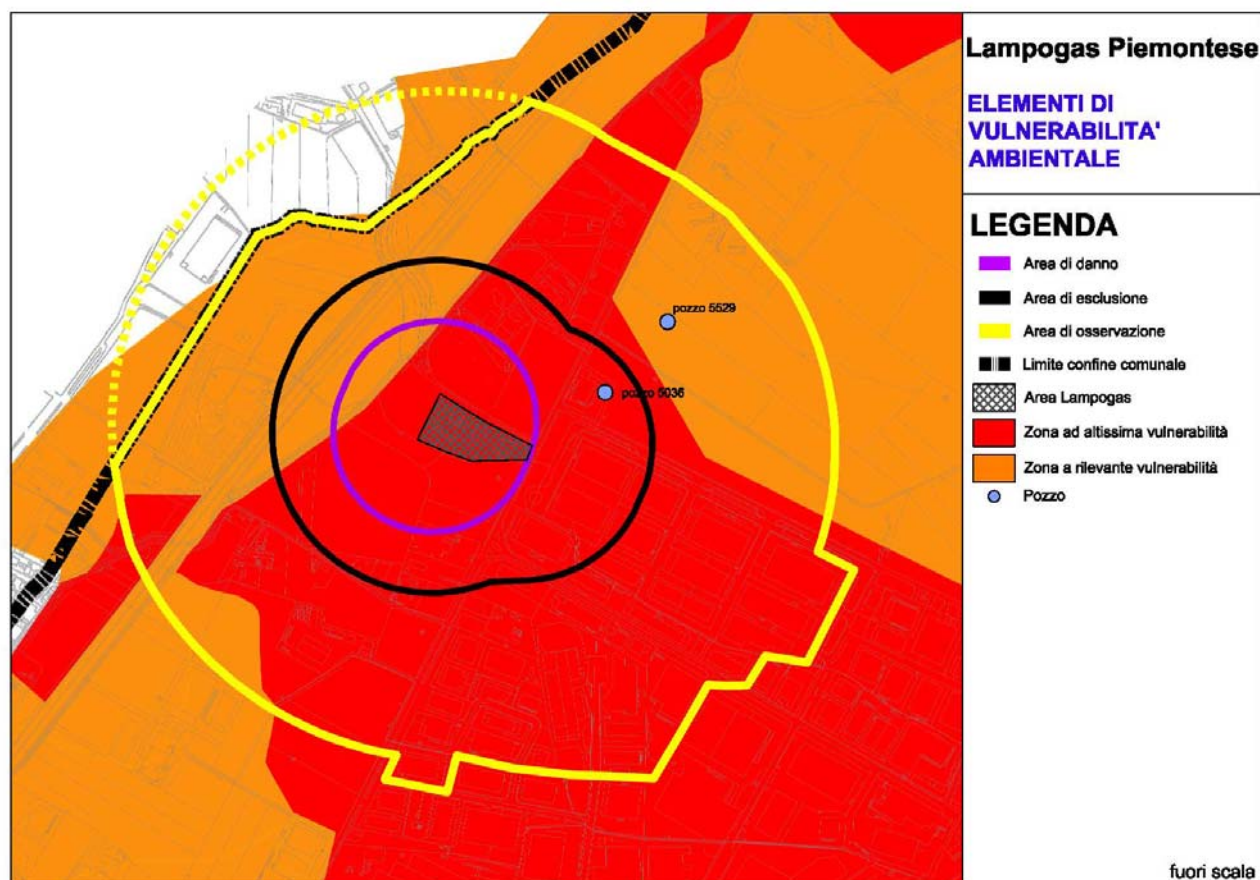 Lampogas Piemontese
ELEMENTI DI
VULNERABILITA'
AMBIENTALE
LEGENDA
Area di danno
Area di esclusione
Area di osservazione
Limite confine comunale
Area Lampogas
Zona ad altissima vulnerabilità
Zona a rilevante vulnerabilità
Pozzo
pozzo 5529
pozzo 5036
fuori scala